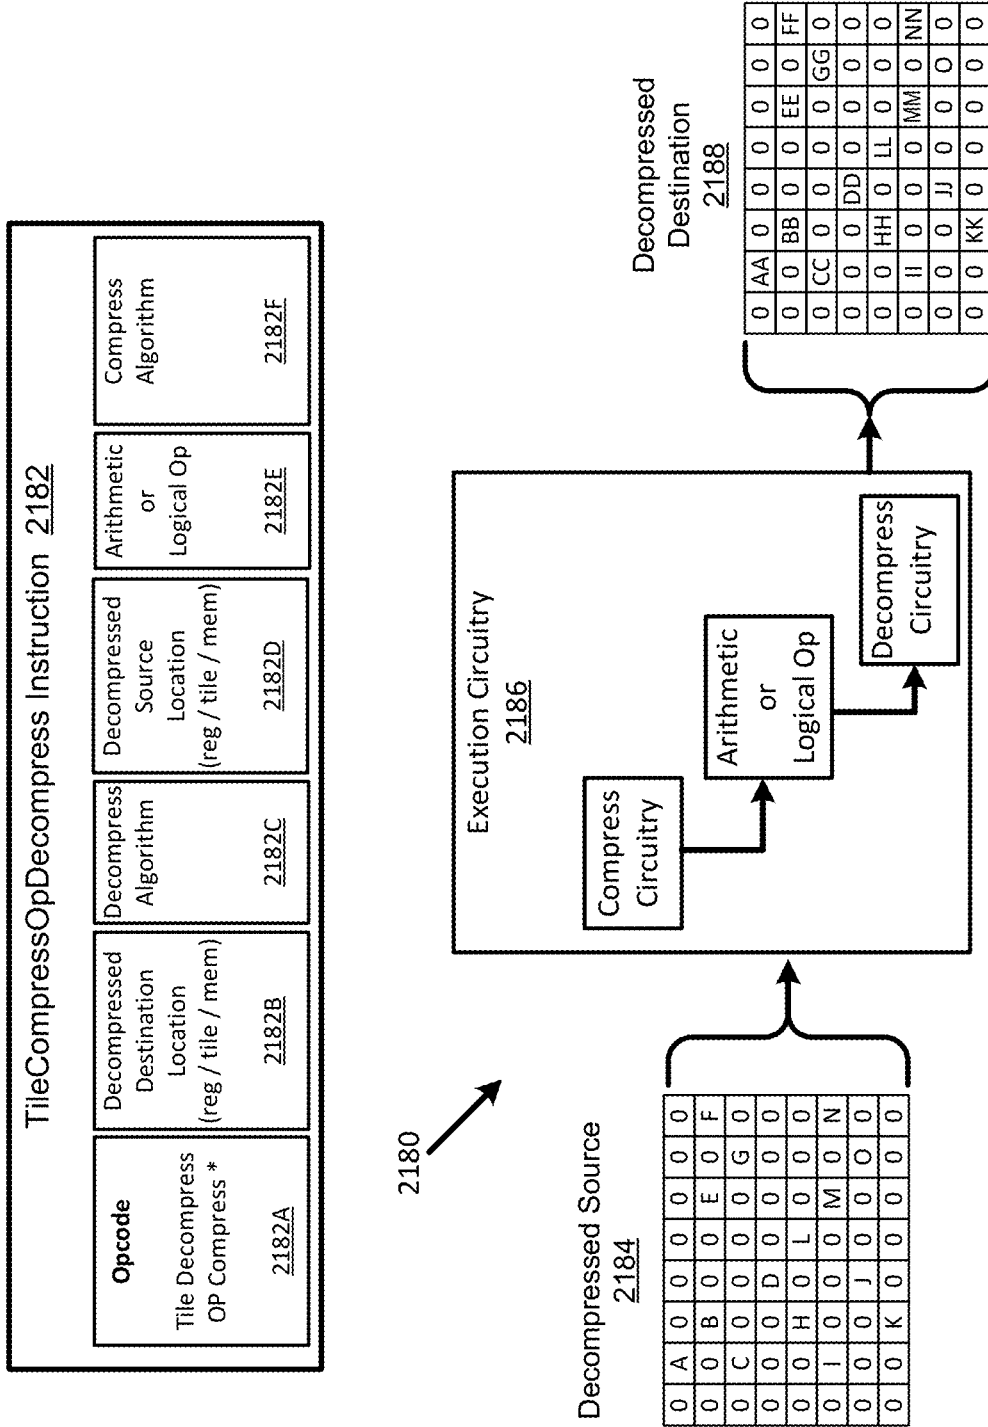 TileCompressOpDecompress Instruction 2182
Opcode
Tile Decompress
OP Compress *
2182A
Decompressed
Destination
Location
(reg / tile / mem)
2182B
Decompress
Algorithm
2182C
Decompressed
Source
Location
(reg / tile / mem)
2182D
Arithmetic
or
Logical Op
2182E
Compress
Algorithm
2182F
2180
Decompressed Source
2184
0 A 0 0 0 0 0 0
0 0 B 0 0 E 0 F
0 C 0 0 0 0 G 0
0 0 0 D 0 0 0 0
0 0 H 0 L 0 0 0
0 I 0 0 0 M 0 N
0 0 0 J 0 0 O 0
0 0 K 0 0 0 0 0
Execution Circuitry
2186
Compress
Circuitry
Arithmetic
or
Logical Op
Decompress
Circuitry
Decompressed
Destination
2188
0 AA 0 0 0 0 0 0
0 0 BB 0 0 EE 0 FF
0 CC 0 0 0 0 GG 0
0 0 0 DD 0 0 0 0
0 0 HH 0 LL 0 0 0
0 II 0 0 0 MM 0 NN
0 0 0 JJ 0 0 O 0
0 0 KK 0 0 0 0 0